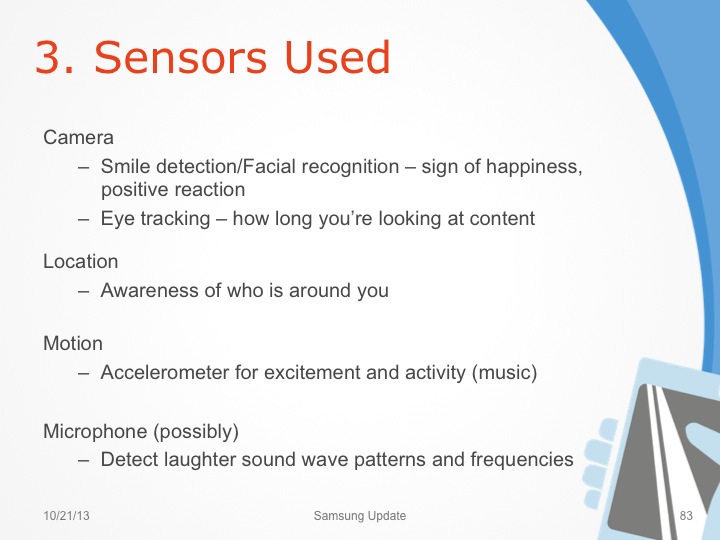 3. Sensors Used
Camera
– Smile detection/Facial recognition – sign of happiness,
positive reaction
– Eye tracking – how long you’re looking at content
Location
– Awareness of who is around you
Motion
– Accelerometer for excitement and activity (music)
Microphone (possibly)
– Detect laughter sound wave patterns and frequencies
10/21/13
Samsung Update
83